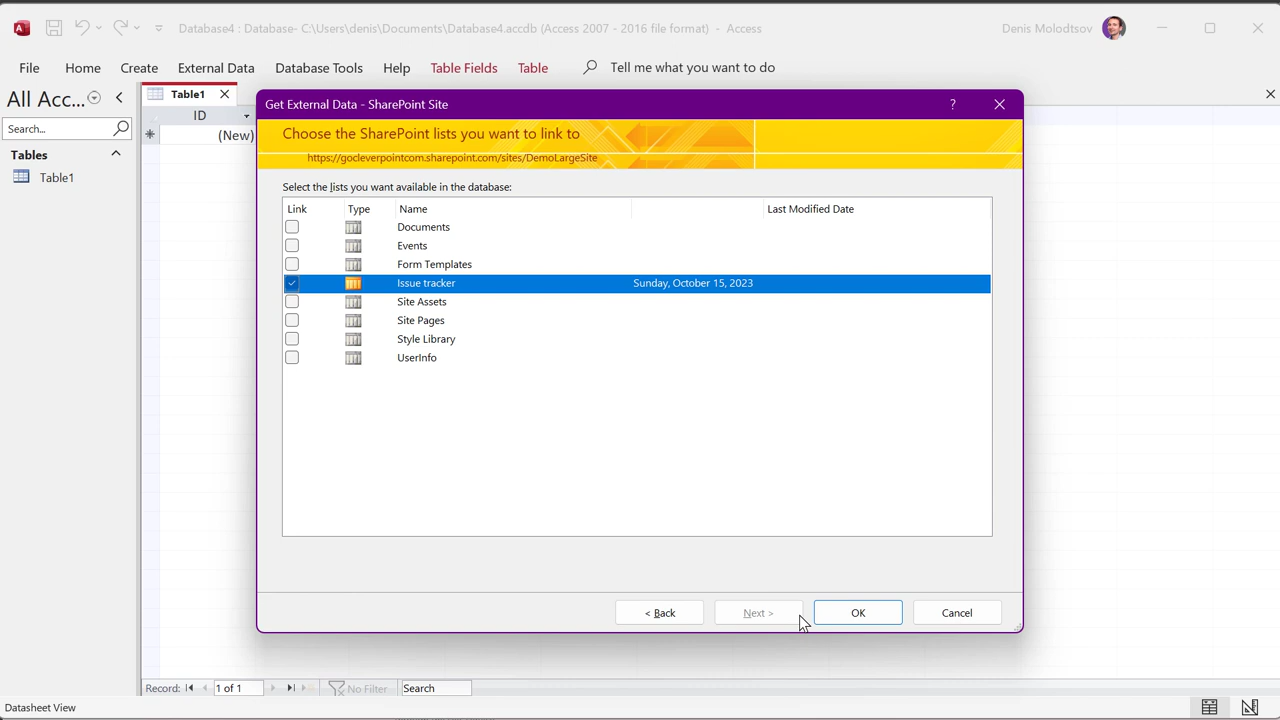 Database4 : Database- C:\Users\denis\Documents\Database4.accdb (Access 2007 - 2016 file format) - Access
Denis Molodtsov
File Home Create External Data Database Tools Help Table Fields Table Tell me what you want to do
All Acc...
Table1
Search...
ID
(New)
Tables
Table1
Get External Data - SharePoint Site
?
Choose the SharePoint lists you want to link to
https://gocleverpointcom.sharepoint.com/sites/DemoLargeSite
Select the lists you want available in the database:
Link Type Name Last Modified Date
Documents
Events
Form Templates
Issue tracker Sunday, October 15, 2023
Site Assets
Site Pages
Style Library
UserInfo
< Back Next > OK Cancel
Record: 1 of 1 No Filter Search
Datasheet View